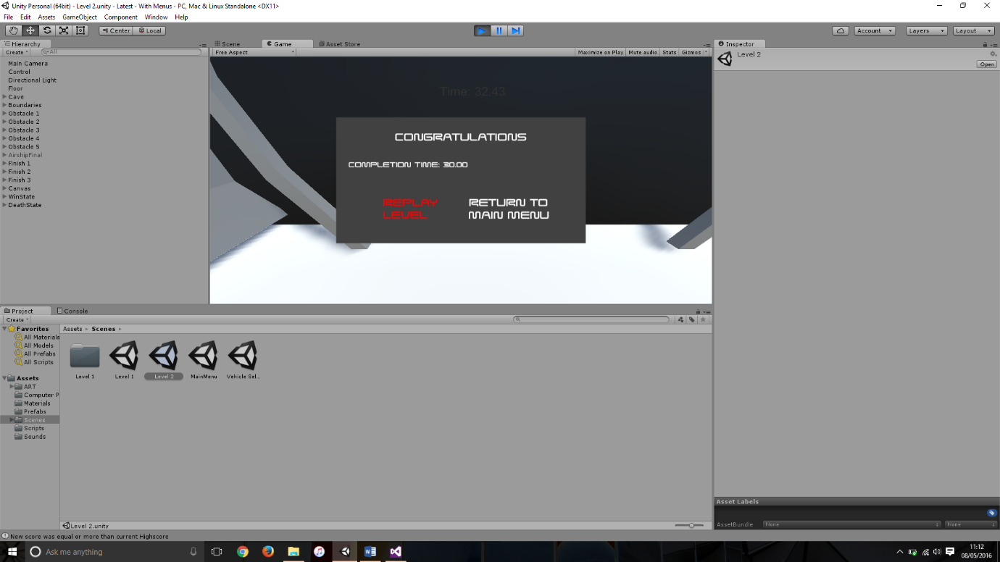 Unity Personal (64bit) - Level 2.unity - Latest - With Menus - PC, Mac & Linux Standalone <DX11>
File Edit Assets GameObject Component Window Help
Center Local Account Layers Layout
Hierarchy
Create All
Main Camera
Control
Directional Light
Floor
Cave
Boundaries
Obstacle 1
Obstacle 2
Obstacle 3
Obstacle 4
Obstacle 5
AirshipFinal
Finish 1
Finish 2
Finish 3
Canvas
WinState
DeathState
Scene Game Asset Store
Free Aspect Maximize on Play Mute audio Stats Gizmos
Time: 32.43
CONGRATULATIONS
COMPLETION TIME: 30.00
REPLAY
LEVEL
RETURN TO
MAIN MENU
Inspector
Level 2
Open
Project Console
Create
Favorites
All Materials
All Models
All Prefabs
All Scripts
Assets
ART
Computer P
Materials
Prefabs
Scenes
Scripts
Sounds
Assets Scenes
Level 1 Level 1 Level 2 MainMenu Vehicle Sel...
Level 2.unity
Asset Labels
AssetBundle None None
New score was equal or more than current Highscore
Ask me anything
11:12
08/05/2016